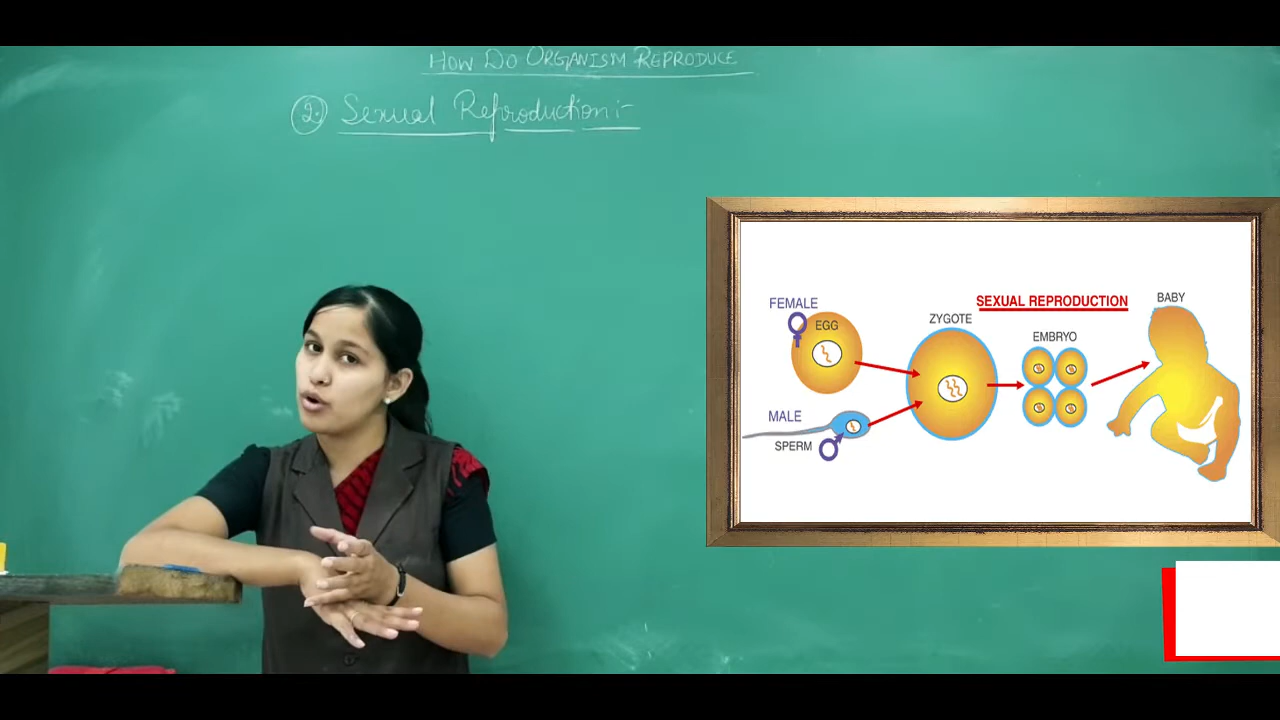 HOW DO ORGANISM REPRODUCE
2. Sexual Reproduction :-
SEXUAL REPRODUCTION
FEMALE
EGG
ZYGOTE
EMBRYO
BABY
MALE
SPERM